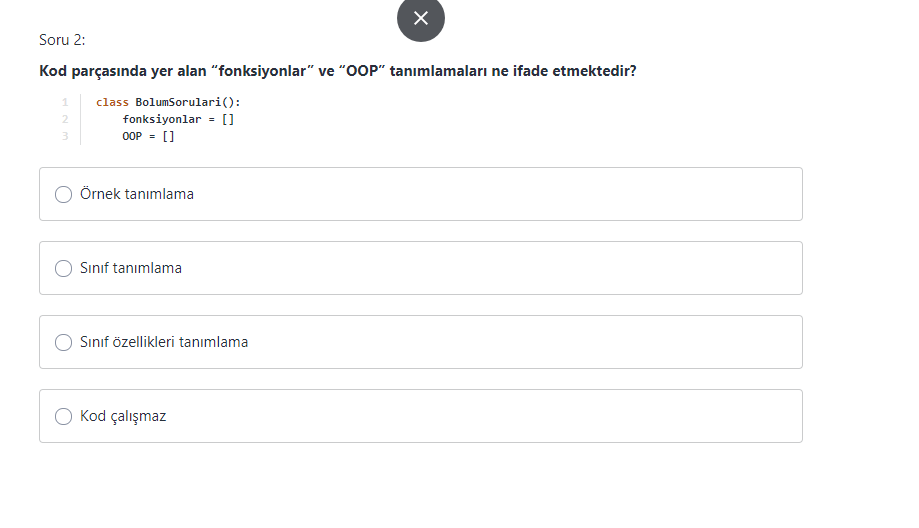 Soru 2:
Kod parçasında yer alan “fonksiyonlar” ve “OOP” tanımlamaları ne ifade etmektedir?
1 class BolumSorulari():
2 fonksiyonlar = []
3 OOP = []
Örnek tanımlama
Sınıf tanımlama
Sınıf özellikleri tanımlama
Kod çalışmaz